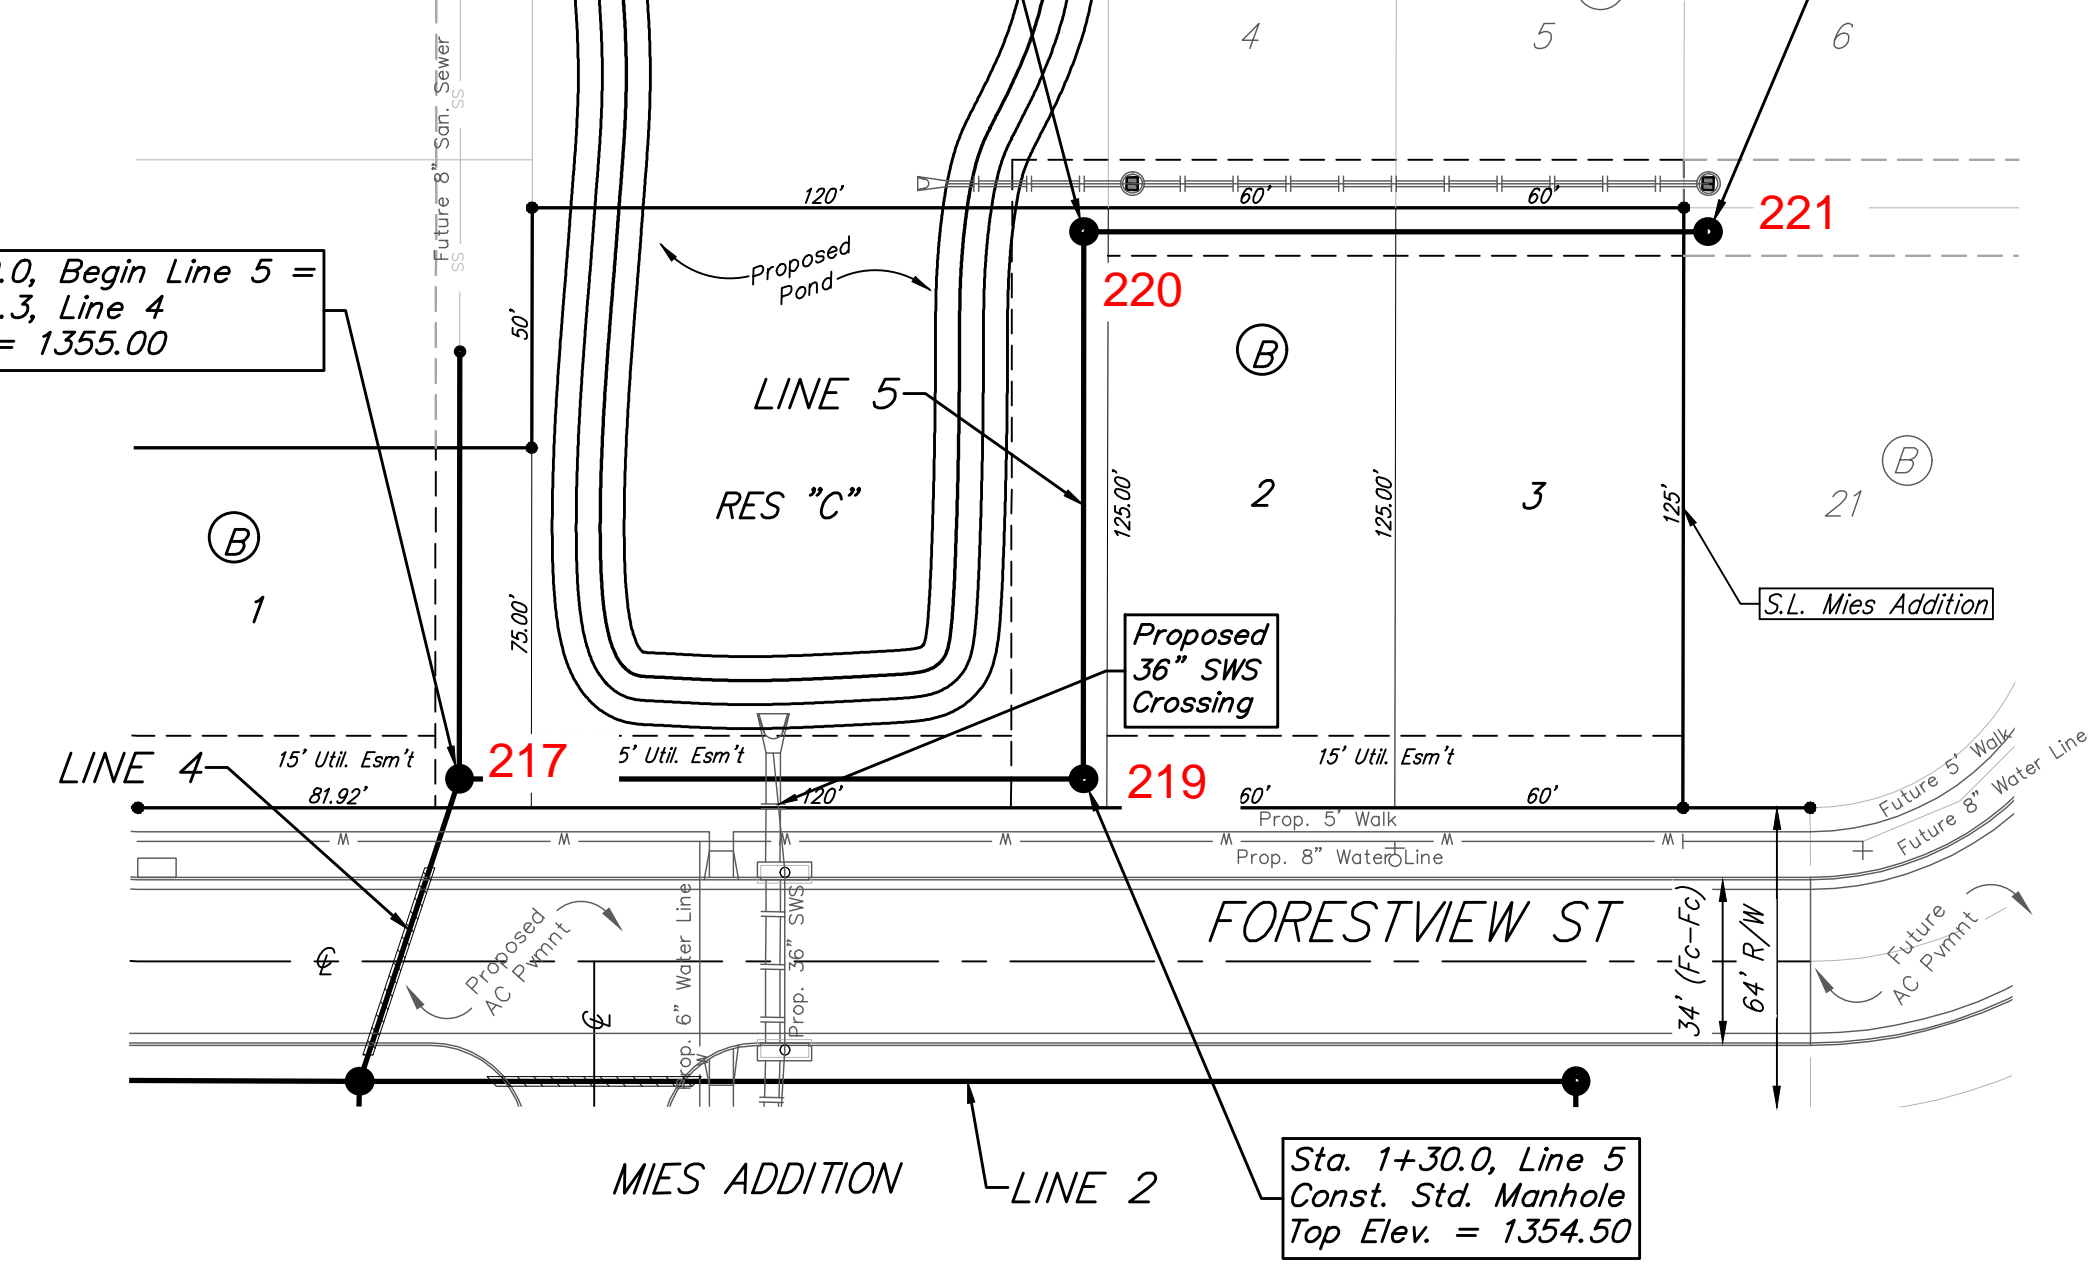 4
5
6
Future 8" San. Sewer
SS
SS
120'
60'
60'
221
Proposed
Pond
220
.0, Begin Line 5 =
.3, Line 4
= 1355.00
50'
B
LINE 5
RES "C"
125.00'
2
125.00'
3
125'
B
21
B
1
75.00'
S.L. Mies Addition
Proposed
36" SWS
Crossing
LINE 4
15' Util. Esm't
217
5' Util. Esm't
219
15' Util. Esm't
81.92'
120'
60'
60'
Future 5' Walk
Future 8" Water Line
Prop. 5' Walk
W W W W W W W
Prop. 8" Water Line
FORESTVIEW ST
34' (Fc-Fc)
64' R/W
Proposed
AC Pvmnt
Prop. 6" Water Line
W
Prop. 36" SWS
Future
AC Pvmnt
MIES ADDITION
LINE 2
Sta. 1+30.0, Line 5
Const. Std. Manhole
Top Elev. = 1354.50